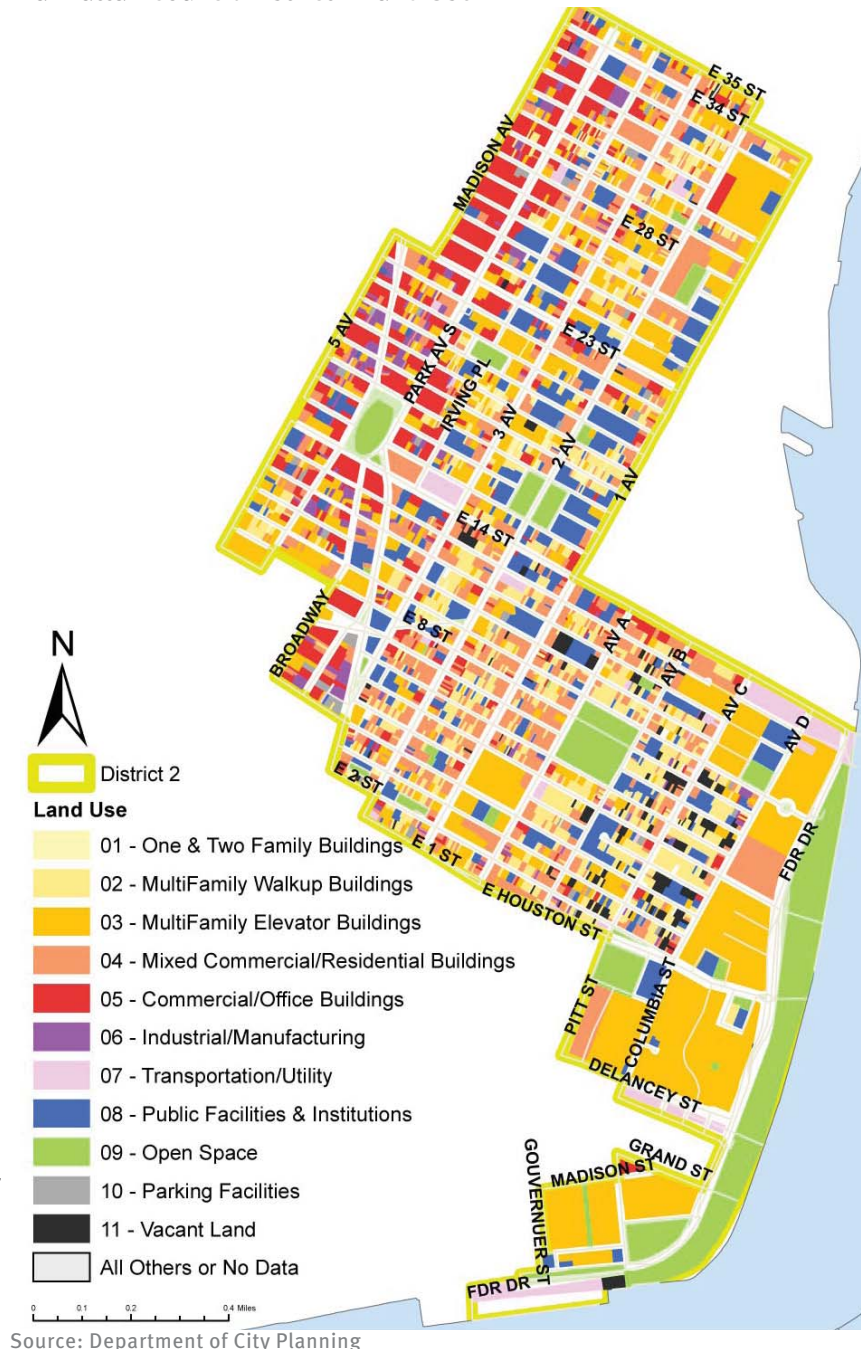 E 35 ST
E 34 ST
MADISON AV
E 28 ST
5 AV
PARK AV S
E 23 ST
IRVING PL
3 AV
2 AV
1 AV
E 14 ST
BROADWAY
E 8 ST
AV A
AV B
AV C
AV D
N
E 2 ST
FDR DR
District 2
Land Use
E 1 ST
01 - One & Two Family Buildings
02 - MultiFamily Walkup Buildings
E HOUSTON ST
03 - MultiFamily Elevator Buildings
04 - Mixed Commercial/Residential Buildings
05 - Commercial/Office Buildings
PITT ST
COLUMBIA ST
06 - Industrial/Manufacturing
07 - Transportation/Utility
DELANCEY ST
08 - Public Facilities & Institutions
09 - Open Space
GOUVERNUER ST
MADISON ST
GRAND ST
10 - Parking Facilities
11 - Vacant Land
All Others or No Data
FDR DR
0 0.1 0.2 0.4 Miles
Source: Department of City Planning